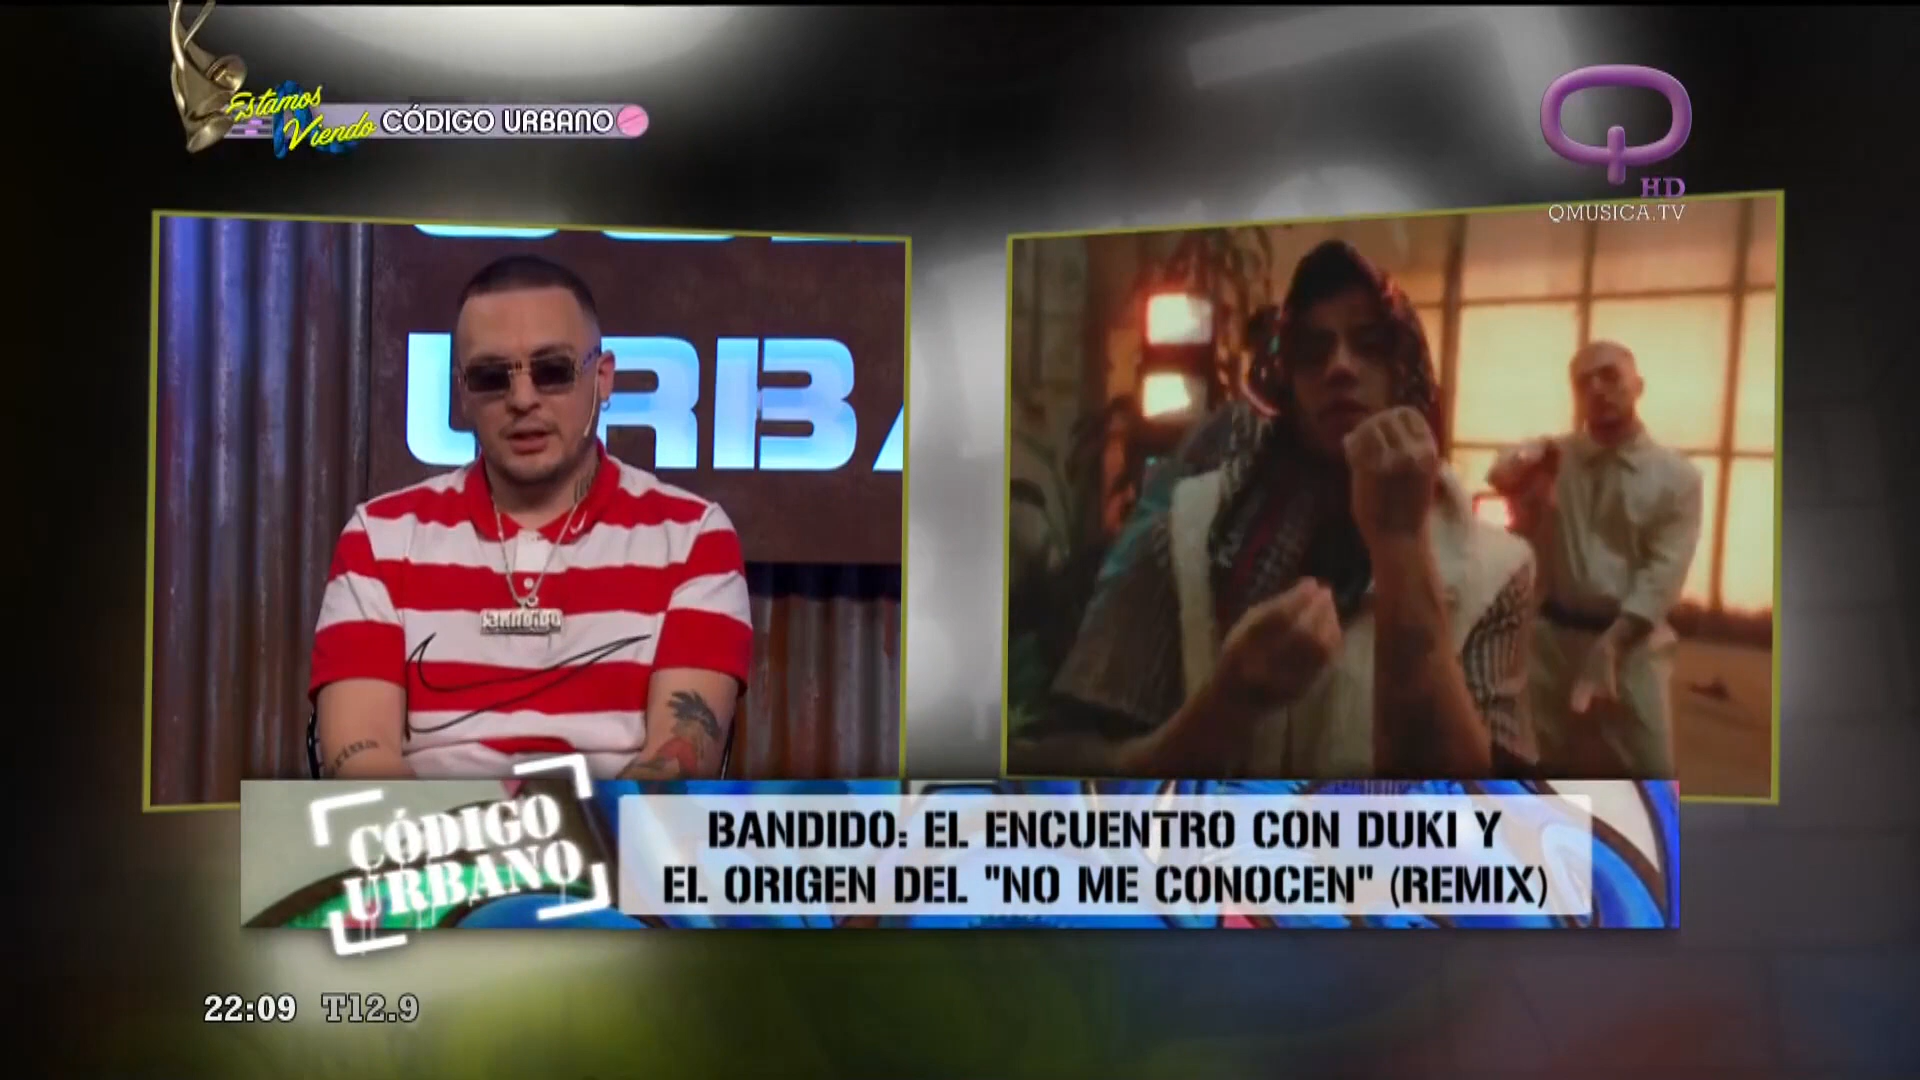 Estamos
Viendo
CÓDIGO URBANO
HD
QMUSICA.TV
URBA
Bandido
CÓDIGO
URBANO
BANDIDO: EL ENCUENTRO CON DUKI Y
EL ORIGEN DEL "NO ME CONOCEN" (REMIX)
22:09 T12.9